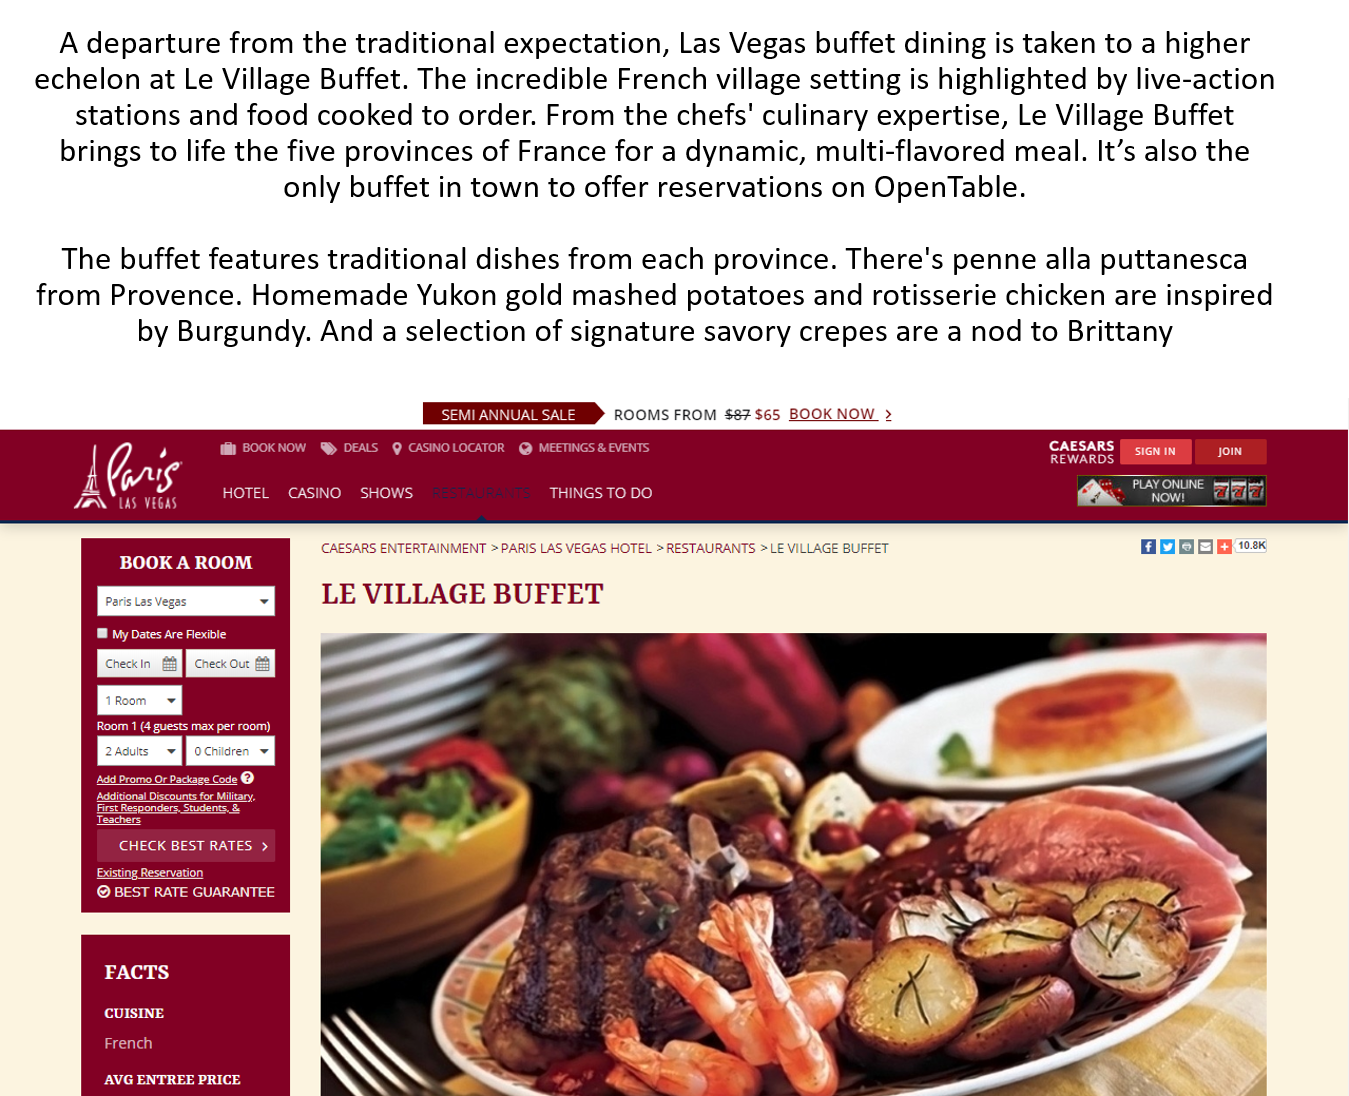 A departure from the traditional expectation, Las Vegas buffet dining is taken to a higher
echelon at Le Village Buffet. The incredible French village setting is highlighted by live-action
stations and food cooked to order. From the chefs' culinary expertise, Le Village Buffet
brings to life the five provinces of France for a dynamic, multi-flavored meal. It’s also the
only buffet in town to offer reservations on OpenTable.
The buffet features traditional dishes from each province. There's penne alla puttanesca
from Provence. Homemade Yukon gold mashed potatoes and rotisserie chicken are inspired
by Burgundy. And a selection of signature savory crepes are a nod to Brittany
SEMI ANNUAL SALE ROOMS FROM $87 $65 BOOK NOW >
Paris
LAS VEGAS
BOOK NOW DEALS CASINO LOCATOR MEETINGS & EVENTS
HOTEL CASINO SHOWS RESTAURANTS THINGS TO DO
CAESARS
REWARDS
SIGN IN JOIN
PLAY ONLINE
NOW!
777
BOOK A ROOM
Paris Las Vegas
My Dates Are Flexible
Check In Check Out
1 Room
Room 1 (4 guests max per room)
2 Adults 0 Children
Add Promo Or Package Code ?
Additional Discounts for Military,
First Responders, Students, &
Teachers
CHECK BEST RATES >
Existing Reservation
BEST RATE GUARANTEE
FACTS
CUISINE
French
AVG ENTREE PRICE
CAESARS ENTERTAINMENT > PARIS LAS VEGAS HOTEL > RESTAURANTS > LE VILLAGE BUFFET
10.8K
LE VILLAGE BUFFET